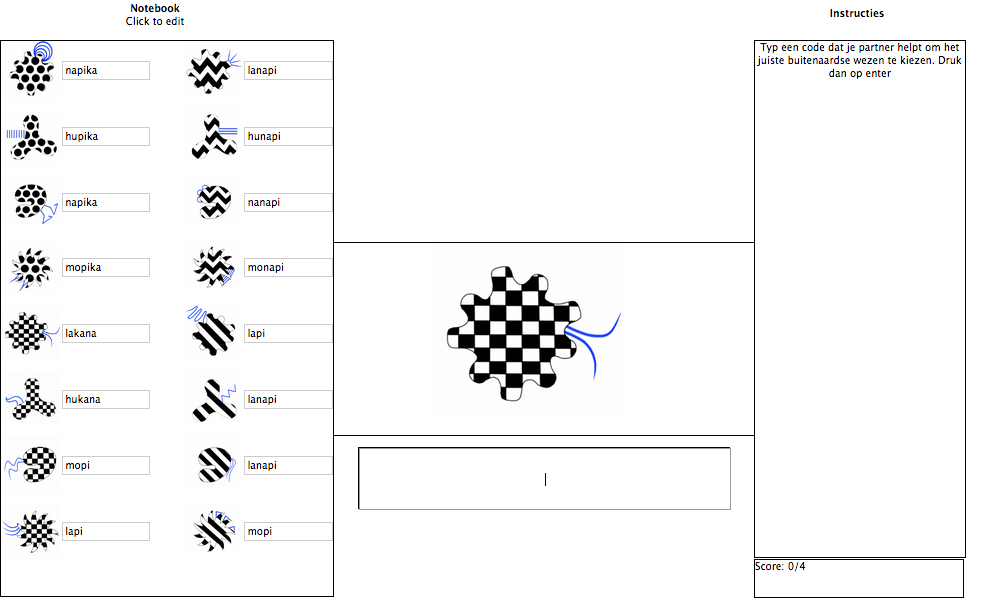 Notebook
Click to edit
napika
lanapi
hupika
hunapi
napika
nanapi
mopika
monapi
lakana
lapi
hukana
lanapi
mopi
lanapi
lapi
mopi
Instructies
Typ een code dat je partner helpt om het
juiste buitenaardse wezen te kiezen. Druk
dan op enter
Score: 0/4